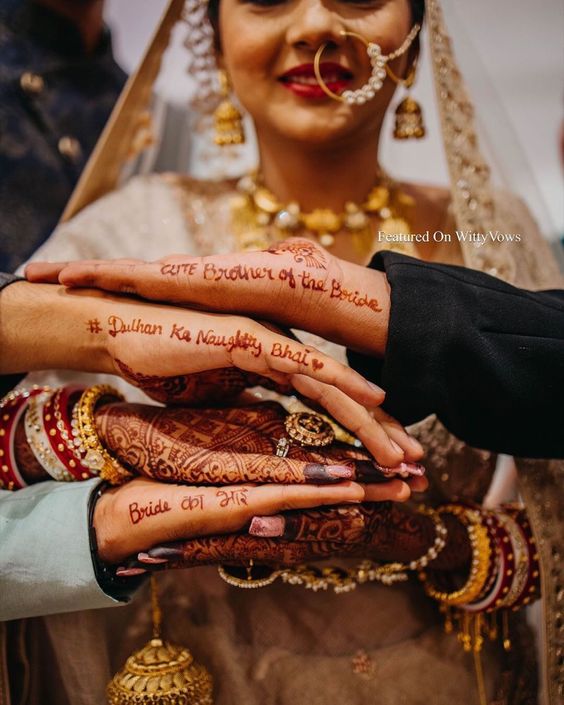 Featured On WittyVows
CUTE Brother of the Bride
# Dulhan Ka Naughty Bhai
Bride का भाई